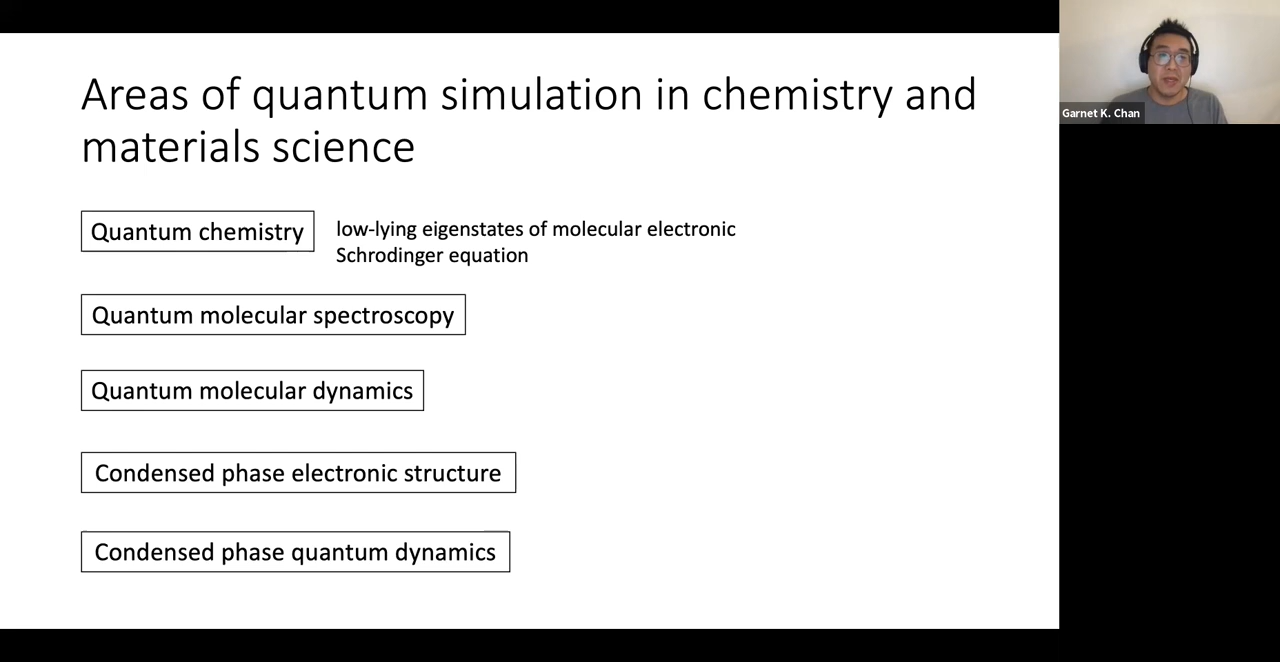 Areas of quantum simulation in chemistry and
materials science
Quantum chemistry
low-lying eigenstates of molecular electronic
Schrodinger equation
Quantum molecular spectroscopy
Quantum molecular dynamics
Condensed phase electronic structure
Condensed phase quantum dynamics
Garnet K. Chan